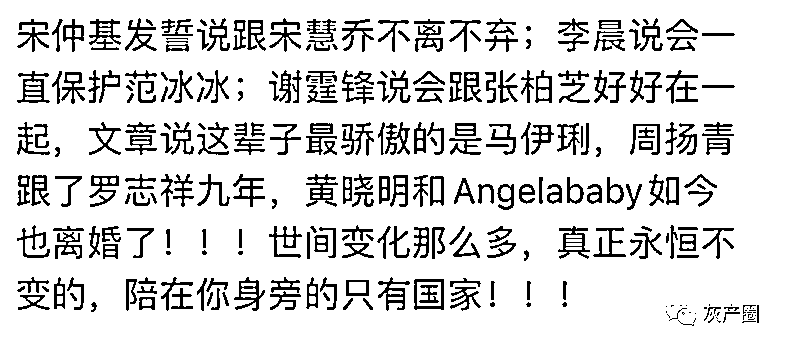 宋仲基发誓说跟宋慧乔不离不弃；李晨说会一
直保护范冰冰；谢霆锋说会跟张柏芝好好在一
起，文章说这辈子最骄傲的是马伊琍，周扬青
跟了罗志祥九年，黄晓明和Angelababy如今
也离婚了！！！世间变化那么多，真正永恒不
变的，陪在你身旁的只有国家！！！
灰产圈